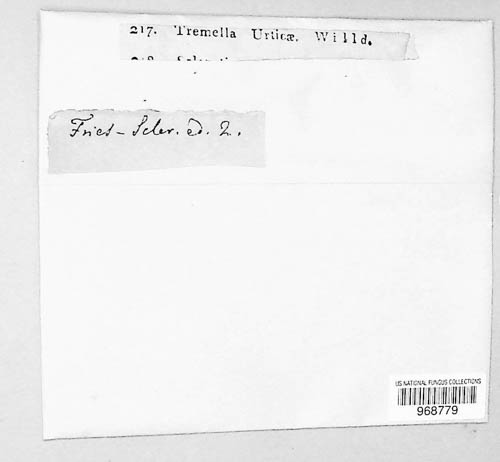 217. Tremella Urticæ. Willd.
Fries - Scler. ed. 2.
US NATIONAL FUNGUS COLLECTIONS
968779